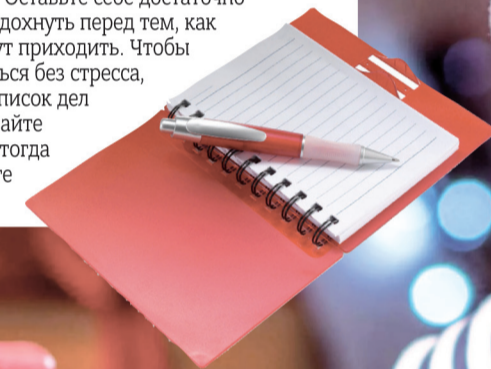 Оставьте себе достаточно
дохнуть перед тем, как
ут приходить. Чтобы
ься без стресса,
писок дел
айте
тогда
те